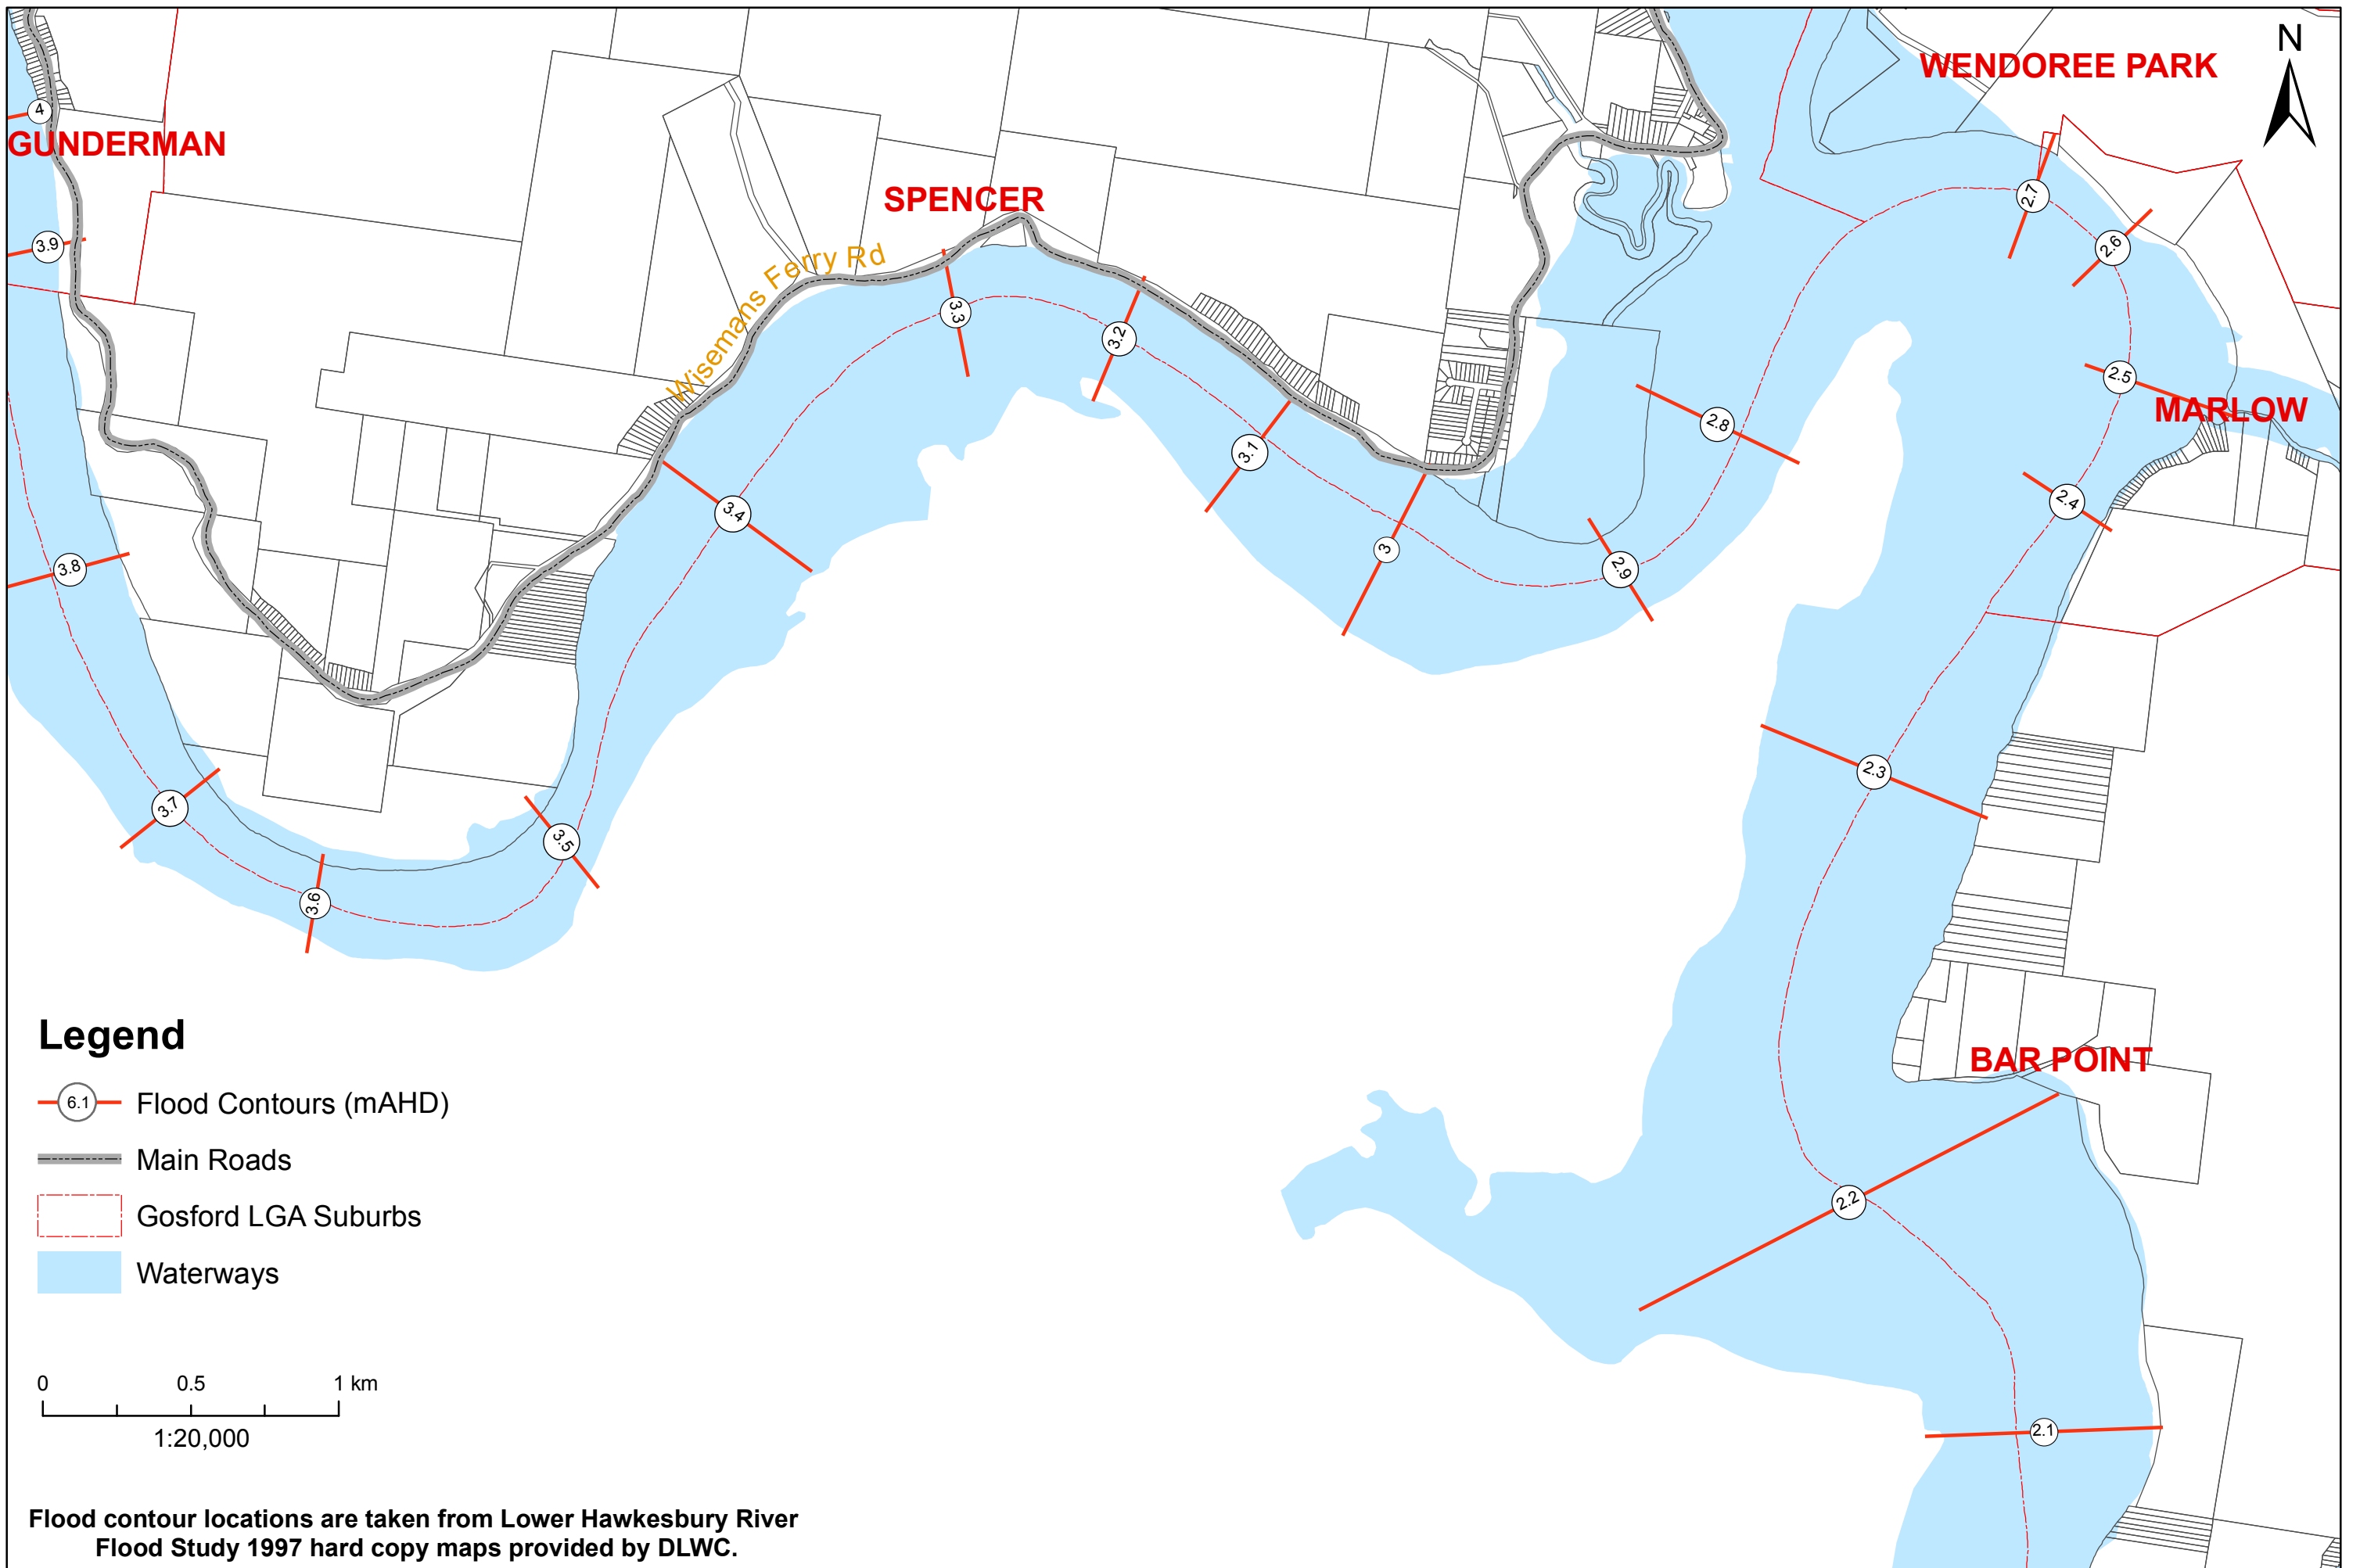 N
WENDOREE PARK
4
GUNDERMAN
2.7
SPENCER
3.9
2.6
Wisemans Ferry Rd
3.3
3.2
2.5
MARLOW
2.8
3.1
2.4
3.4
3
3.8
2.9
2.3
3.7
3.5
3.6
Legend
BAR POINT
6.1 Flood Contours (mAHD)
Main Roads
2.2
Gosford LGA Suburbs
Waterways
0 0.5 1 km
2.1
1:20,000
Flood contour locations are taken from Lower Hawkesbury River
Flood Study 1997 hard copy maps provided by DLWC.